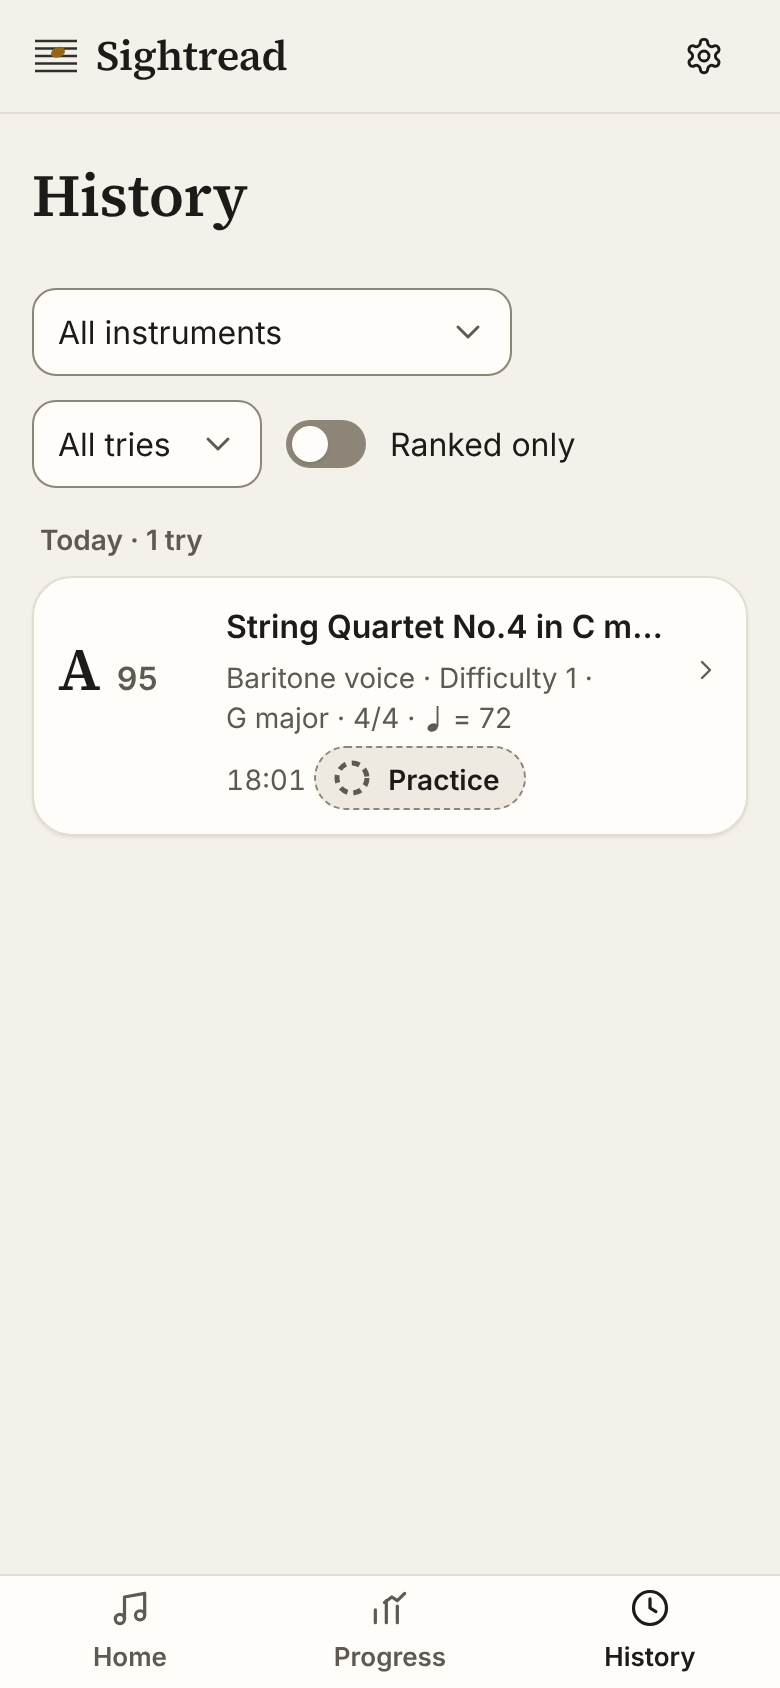 Sightread
History
All instruments
All tries
Ranked only
Today · 1 try
A 95
String Quartet No.4 in C m…
Baritone voice · Difficulty 1 ·
G major · 4/4 · ♩ = 72
18:01 Practice
Home
Progress
History